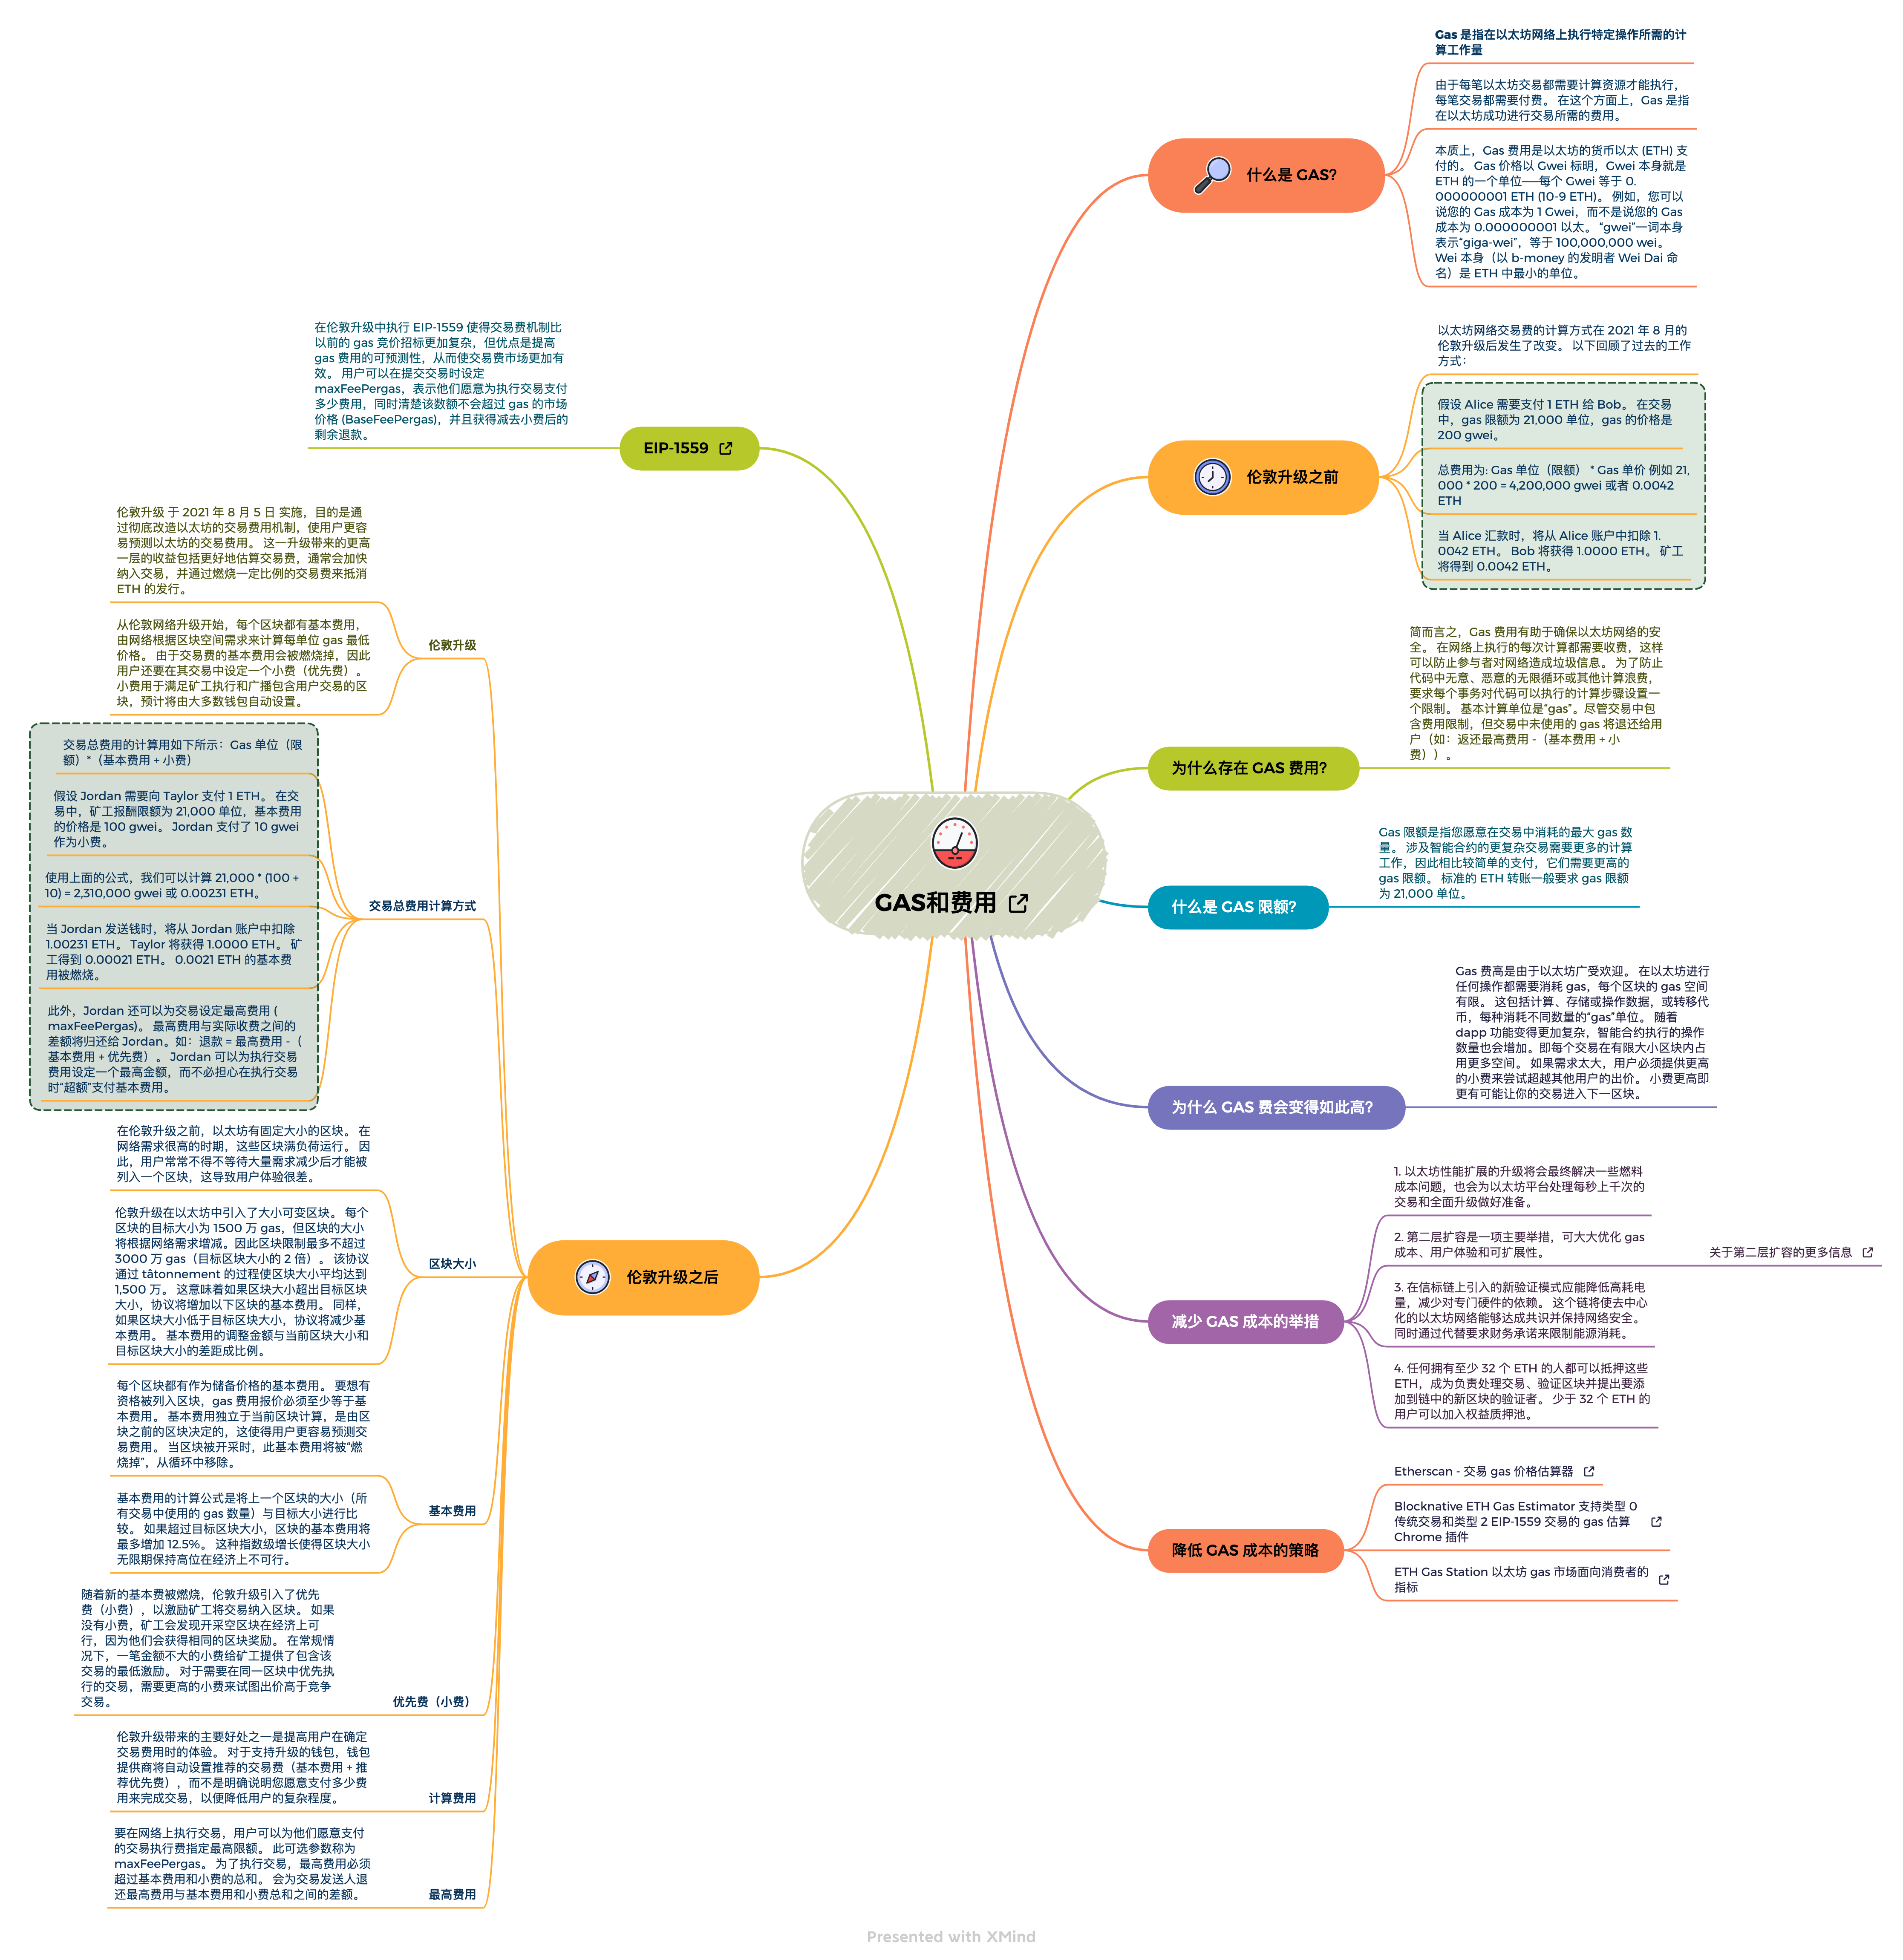 GAS和费用
什么是 GAS?
Gas 是指在以太坊网络上执行特定操作所需的计
算工作量
由于每笔以太坊交易都需要计算资源才能执行，
每笔交易都需要付费。 在这个方面上，Gas 是指
在以太坊成功进行交易所需的费用。
本质上，Gas 费用是以太坊的货币以太 (ETH) 支
付的。 Gas 价格以 Gwei 标明，Gwei 本身就是
ETH 的一个单位——每个 Gwei 等于 0.
000000001 ETH (10-9 ETH)。 例如，您可以
说您的 Gas 成本为 1 Gwei，而不是说您的 Gas
成本为 0.000000001 以太。 “gwei”一词本身
表示“giga-wei”，等于 100,000,000 wei。
Wei 本身（以 b-money 的发明者 Wei Dai 命
名）是 ETH 中最小的单位。
伦敦升级之前
以太坊网络交易费的计算方式在 2021 年 8 月的
伦敦升级后发生了改变。 以下回顾了过去的工作
方式：
假设 Alice 需要支付 1 ETH 给 Bob。 在交易
中，gas 限额为 21,000 单位，gas 的价格是
200 gwei。
总费用为: Gas 单位（限额） * Gas 单价 例如 21,
000 * 200 = 4,200,000 gwei 或者 0.0042
ETH
当 Alice 汇款时，将从 Alice 账户中扣除 1.
0042 ETH。 Bob 将获得 1.0000 ETH。 矿工
将得到 0.0042 ETH。
为什么存在 GAS 费用?
简而言之，Gas 费用有助于确保以太坊网络的安
全。 在网络上执行的每次计算都需要收费，这样
可以防止参与者对网络造成垃圾信息。 为了防止
代码中无意、恶意的无限循环或其他计算浪费，
要求每个事务对代码可以执行的计算步骤设置一
个限制。 基本计算单位是“gas”。尽管交易中包
含费用限制，但交易中未使用的 gas 将退还给用
户（如：返还最高费用 -（基本费用 + 小
费））。
什么是 GAS 限额?
Gas 限额是指您愿意在交易中消耗的最大 gas 数
量。 涉及智能合约的更复杂交易需要更多的计算
工作，因此相比较简单的支付，它们需要更高的
gas 限额。 标准的 ETH 转账一般要求 gas 限额
为 21,000 单位。
为什么 GAS 费会变得如此高?
Gas 费高是由于以太坊广受欢迎。 在以太坊进行
任何操作都需要消耗 gas，每个区块的 gas 空间
有限。 这包括计算、存储或操作数据，或转移代
币，每种消耗不同数量的“gas”单位。 随着
dapp 功能变得更加复杂，智能合约执行的操作
数量也会增加。即每个交易在有限大小区块内占
用更多空间。 如果需求太大，用户必须提供更高
的小费来尝试超越其他用户的出价。 小费更高即
更有可能让你的交易进入下一区块。
减少 GAS 成本的举措
1. 以太坊性能扩展的升级将会最终解决一些燃料
成本问题，也会为以太坊平台处理每秒上千次的
交易和全面升级做好准备。
2. 第二层扩容是一项主要举措，可大大优化 gas
成本、用户体验和可扩展性。
关于第二层扩容的更多信息
3. 在信标链上引入的新验证模式应能降低高耗电
量，减少对专门硬件的依赖。 这个链将使去中心
化的以太坊网络能够达成共识并保持网络安全。
同时通过代替要求财务承诺来限制能源消耗。
4. 任何拥有至少 32 个 ETH 的人都可以抵押这些
ETH，成为负责处理交易、验证区块并提出要添
加到链中的新区块的验证者。 少于 32 个 ETH 的
用户可以加入权益质押池。
降低 GAS 成本的策略
Etherscan - 交易 gas 价格估算器
Blocknative ETH Gas Estimator 支持类型 0
传统交易和类型 2 EIP-1559 交易的 gas 估算
Chrome 插件
ETH Gas Station 以太坊 gas 市场面向消费者的
指标
EIP-1559
在伦敦升级中执行 EIP-1559 使得交易费机制比
以前的 gas 竞价招标更加复杂，但优点是提高
gas 费用的可预测性，从而使交易费市场更加有
效。 用户可以在提交交易时设定
maxFeePergas，表示他们愿意为执行交易支付
多少费用，同时清楚该数额不会超过 gas 的市场
价格 (BaseFeePergas)，并且获得减去小费后的
剩余退款。
伦敦升级之后
伦敦升级
伦敦升级 于 2021 年 8 月 5 日 实施，目的是通
过彻底改造以太坊的交易费用机制，使用户更容
易预测以太坊的交易费用。 这一升级带来的更高
一层的收益包括更好地估算交易费，通常会加快
纳入交易，并通过燃烧一定比例的交易费来抵消
ETH 的发行。
从伦敦网络升级开始，每个区块都有基本费用，
由网络根据区块空间需求来计算每单位 gas 最低
价格。 由于交易费的基本费用会被燃烧掉，因此
用户还要在其交易中设定一个小费（优先费）。
小费用于满足矿工执行和广播包含用户交易的区
块，预计将由大多数钱包自动设置。
交易总费用计算方式
交易总费用的计算用如下所示：Gas 单位（限
额）*（基本费用 + 小费）
假设 Jordan 需要向 Taylor 支付 1 ETH。 在交
易中，矿工报酬限额为 21,000 单位，基本费用
的价格是 100 gwei。 Jordan 支付了 10 gwei
作为小费。
使用上面的公式，我们可以计算 21,000 * (100 +
10) = 2,310,000 gwei 或 0.00231 ETH。
当 Jordan 发送钱时，将从 Jordan 账户中扣除
1.00231 ETH。 Taylor 将获得 1.0000 ETH。 矿
工得到 0.00021 ETH。 0.0021 ETH 的基本费
用被燃烧。
此外，Jordan 还可以为交易设定最高费用 (
maxFeePergas)。 最高费用与实际收费之间的
差额将归还给 Jordan。如：退款 = 最高费用 -（
基本费用 + 优先费）。 Jordan 可以为执行交易
费用设定一个最高金额，而不必担心在执行交易
时“超额”支付基本费用。
区块大小
在伦敦升级之前，以太坊有固定大小的区块。 在
网络需求很高的时期，这些区块满负荷运行。 因
此，用户常常不得不等待大量需求减少后才能被
列入一个区块，这导致用户体验很差。
伦敦升级在以太坊中引入了大小可变区块。 每个
区块的目标大小为 1500 万 gas，但区块的大小
将根据网络需求增减。因此区块限制最多不超过
3000 万 gas（目标区块大小的 2 倍）。 该协议
通过 tâtonnement 的过程使区块大小平均达到
1,500 万。 这意味着如果区块大小超出目标区块
大小，协议将增加以下区块的基本费用。 同样，
如果区块大小低于目标区块大小，协议将减少基
本费用。 基本费用的调整金额与当前区块大小和
目标区块大小的差距成比例。
基本费用
每个区块都有作为储备价格的基本费用。 要想有
资格被列入区块，gas 费用报价必须至少等于基
本费用。 基本费用独立于当前区块计算，是由区
块之前的区块决定的，这使得用户更容易预测交
易费用。 当区块被开采时，此基本费用将被“燃
烧掉”，从循环中移除。
基本费用的计算公式是将上一个区块的大小（所
有交易中使用的 gas 数量）与目标大小进行比
较。 如果超过目标区块大小，区块的基本费用将
最多增加 12.5%。 这种指数级增长使得区块大小
无限期保持高位在经济上不可行。
优先费（小费）
随着新的基本费被燃烧，伦敦升级引入了优先
费（小费），以激励矿工将交易纳入区块。 如果
没有小费，矿工会发现开采空区块在经济上可
行，因为他们会获得相同的区块奖励。 在常规情
况下，一笔金额不大的小费给矿工提供了包含该
交易的最低激励。 对于需要在同一区块中优先执
行的交易，需要更高的小费来试图出价高于竞争
交易。
计算费用
伦敦升级带来的主要好处之一是提高用户在确定
交易费用时的体验。 对于支持升级的钱包，钱包
提供商将自动设置推荐的交易费（基本费用 + 推
荐优先费），而不是明确说明您愿意支付多少费
用来完成交易，以便降低用户的复杂程度。
最高费用
要在网络上执行交易，用户可以为他们愿意支付
的交易执行费指定最高限额。 此可选参数称为
maxFeePergas。 为了执行交易，最高费用必须
超过基本费用和小费的总和。 会为交易发送人退
还最高费用与基本费用和小费总和之间的差额。
Presented with XMind